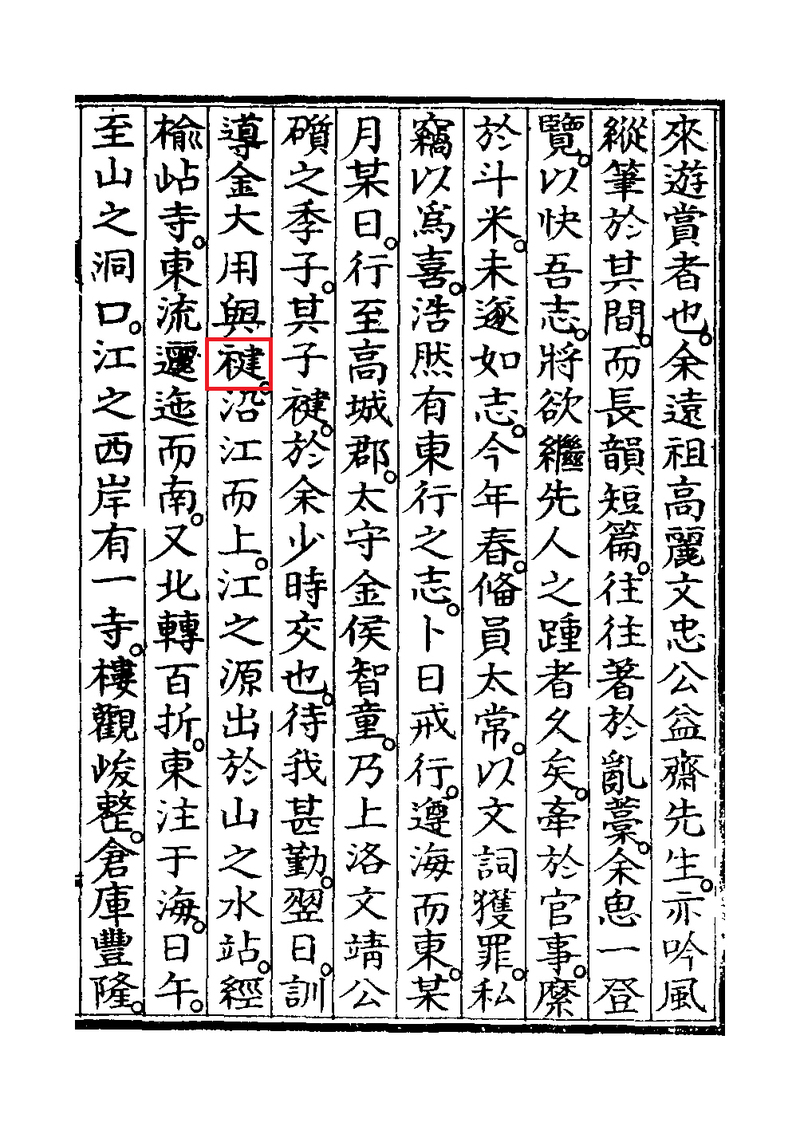 來遊賞者也。余遠祖高麗文忠公益齋先生。亦吟風
縱筆於其間。而長韻短篇。往往著於亂藁。余思一登
覽。以快吾志。將欲繼先人之踵者久矣。牽於官事。縻
於斗米。未遂如志。今年春。俻員太常。以文詞獲罪。私
竊以爲喜。浩然有東行之志。卜日戒行。遵海而東。某
月某日。行至高城郡。太守金侯智童。乃上洛文靖公
礩之季子。其子。於余少時交也。待我甚勤。翌日。訓
導金大用與。沿江而上。江之源出於山之水站。經
楡岾寺。東流邐迤而南。又北轉百折。東注于海。日午。
至山之洞口。江之西岸有一寺。樓觀峻整。倉庫豐隆。